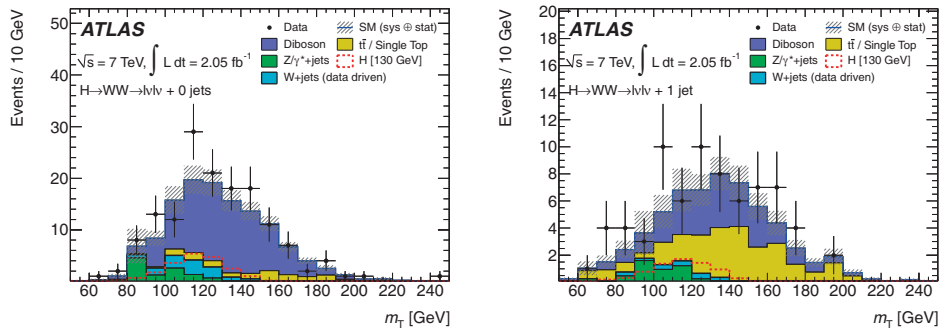 Events / 10 GeV
50
40
30
20
10
ATLAS
√s = 7 TeV, ∫ L dt = 2.05 fb⁻¹
H→WW→lνlν + 0 jets
Data
SM (sys ⊕ stat)
Diboson
tt̄ / Single Top
Z/γ*+jets
H [130 GeV]
W+jets (data driven)
60 80 100 120 140 160 180 200 220 240
m_T [GeV]
Events / 10 GeV
20
18
16
14
12
10
8
6
4
2
ATLAS
√s = 7 TeV, ∫ L dt = 2.05 fb⁻¹
H→WW→lνlν + 1 jet
Data
SM (sys ⊕ stat)
Diboson
tt̄ / Single Top
Z/γ*+jets
H [130 GeV]
W+jets (data driven)
60 80 100 120 140 160 180 200 220 240
m_T [GeV]